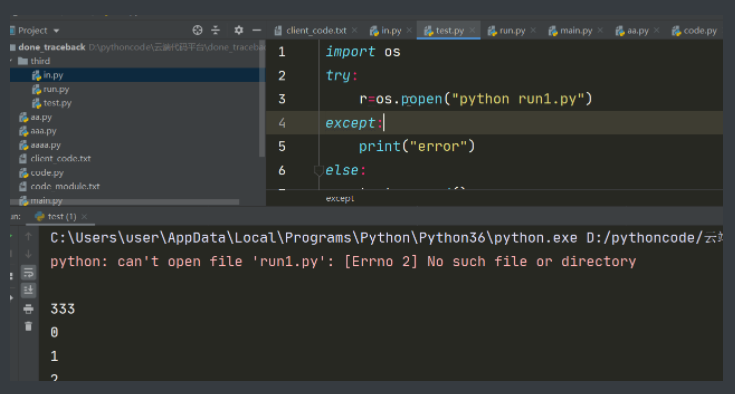 Project
client_code.txt
in.py
test.py
run.py
main.py
aa.py
code.py
done_traceback D:\pythoncode\云端代码平台\done_traceback
third
in.py
run.py
test.py
aa.py
aaa.py
aaaa.py
client_code.txt
code.py
code_module.txt
main.py
1 import os
2 try:
3 r=os.popen("python run1.py")
4 except:
5 print("error")
6 else:
except
test (1)
C:\Users\user\AppData\Local\Programs\Python\Python36\python.exe D:/pythoncode/云端
python: can't open file 'run1.py': [Errno 2] No such file or directory
333
0
1
2